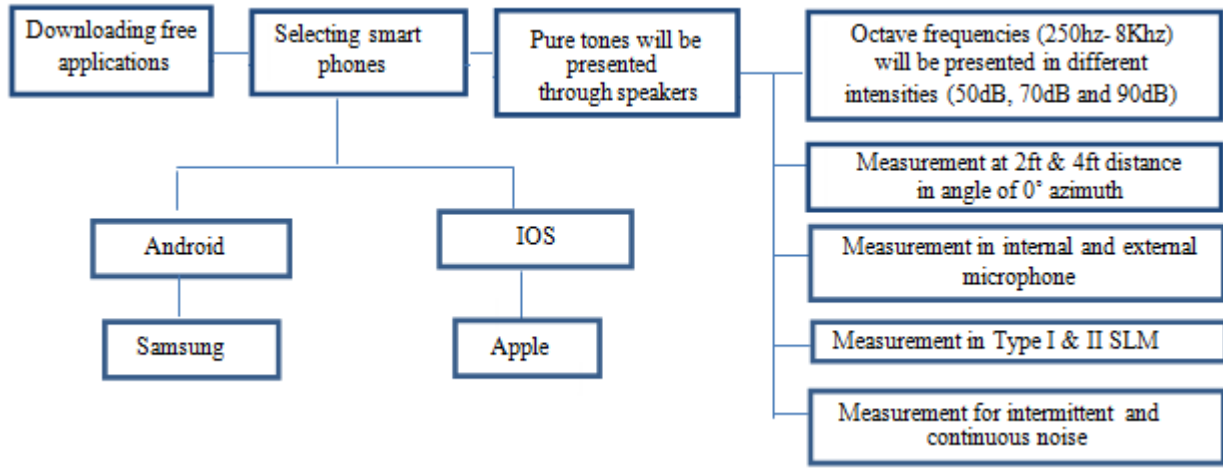 Downloading free
applications
Selecting smart
phones
Pure tones will be
presented
through speakers
Octave frequencies (250hz- 8Khz)
will be presented in different
intensities (50dB, 70dB and 90dB)
Measurement at 2ft & 4ft distance
in angle of 0˚ azimuth
Android
IOS
Measurement in internal and external
microphone
Samsung
Apple
Measurement in Type I & II SLM
Measurement for intermittent and
continuous noise